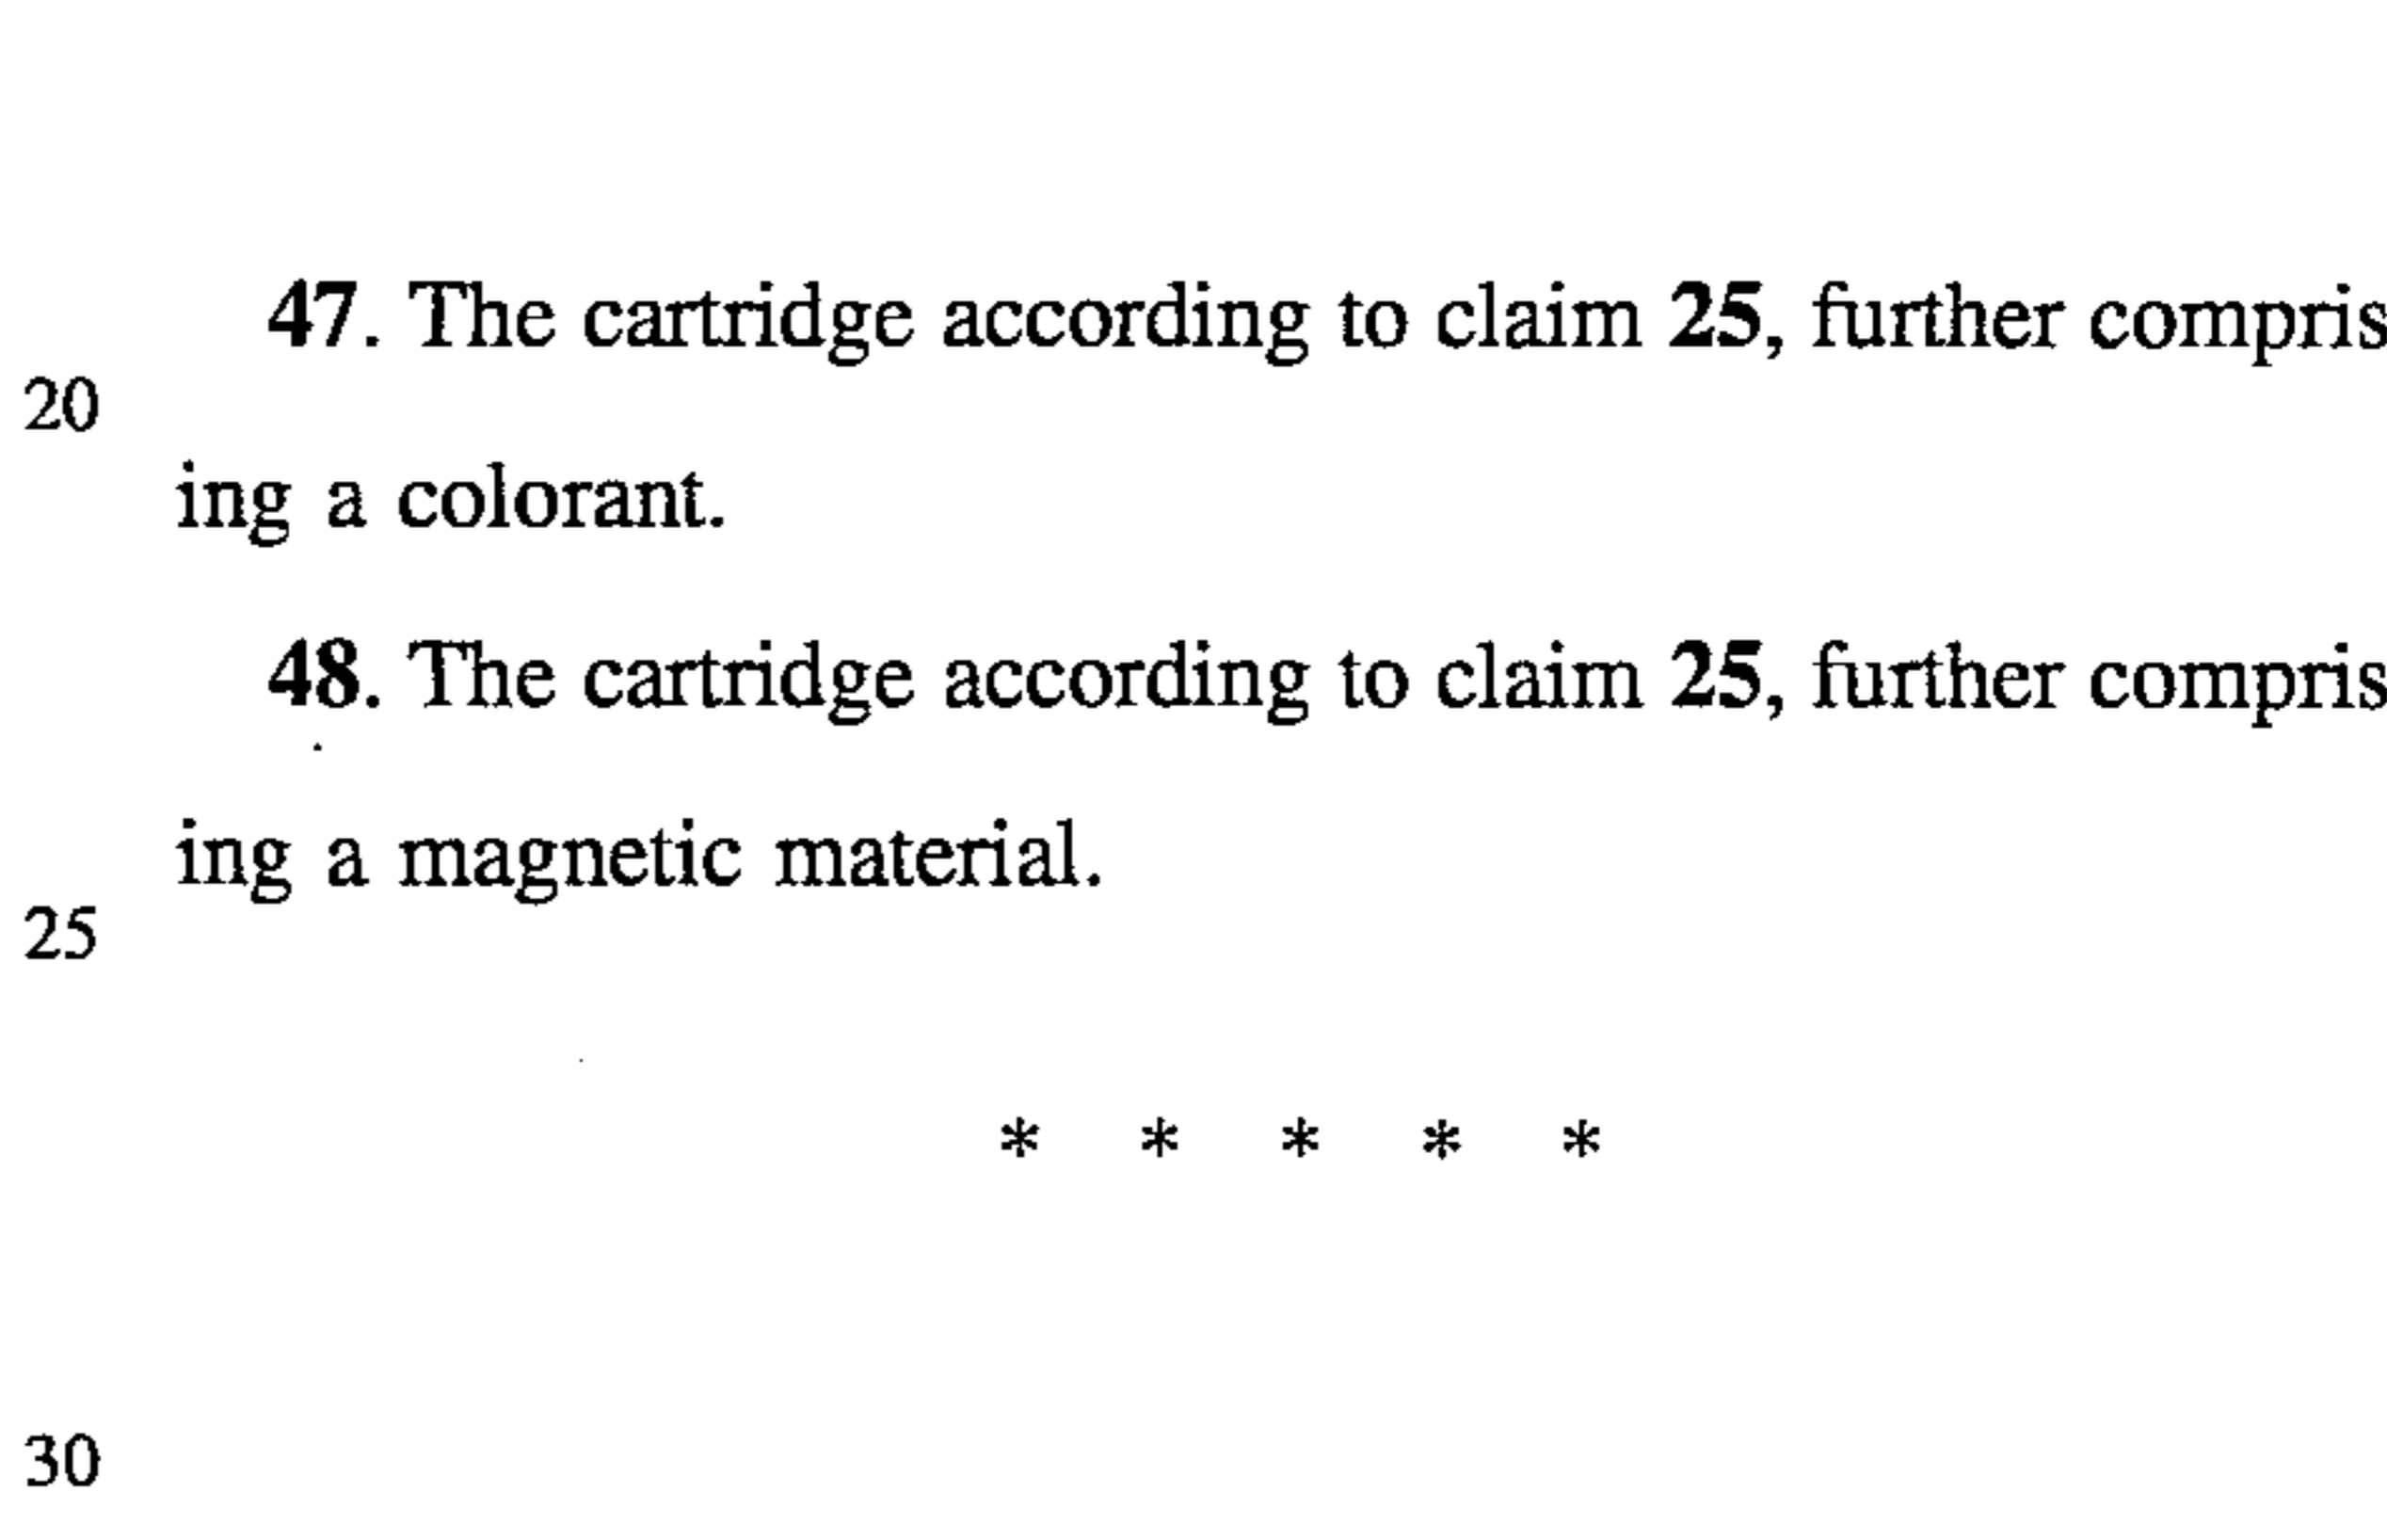 47. The cartridge according to claim 25, further compris
20
ing a colorant.
48. The cartridge according to claim 25, further compris
ing a magnetic material.
25
* * * * *
30